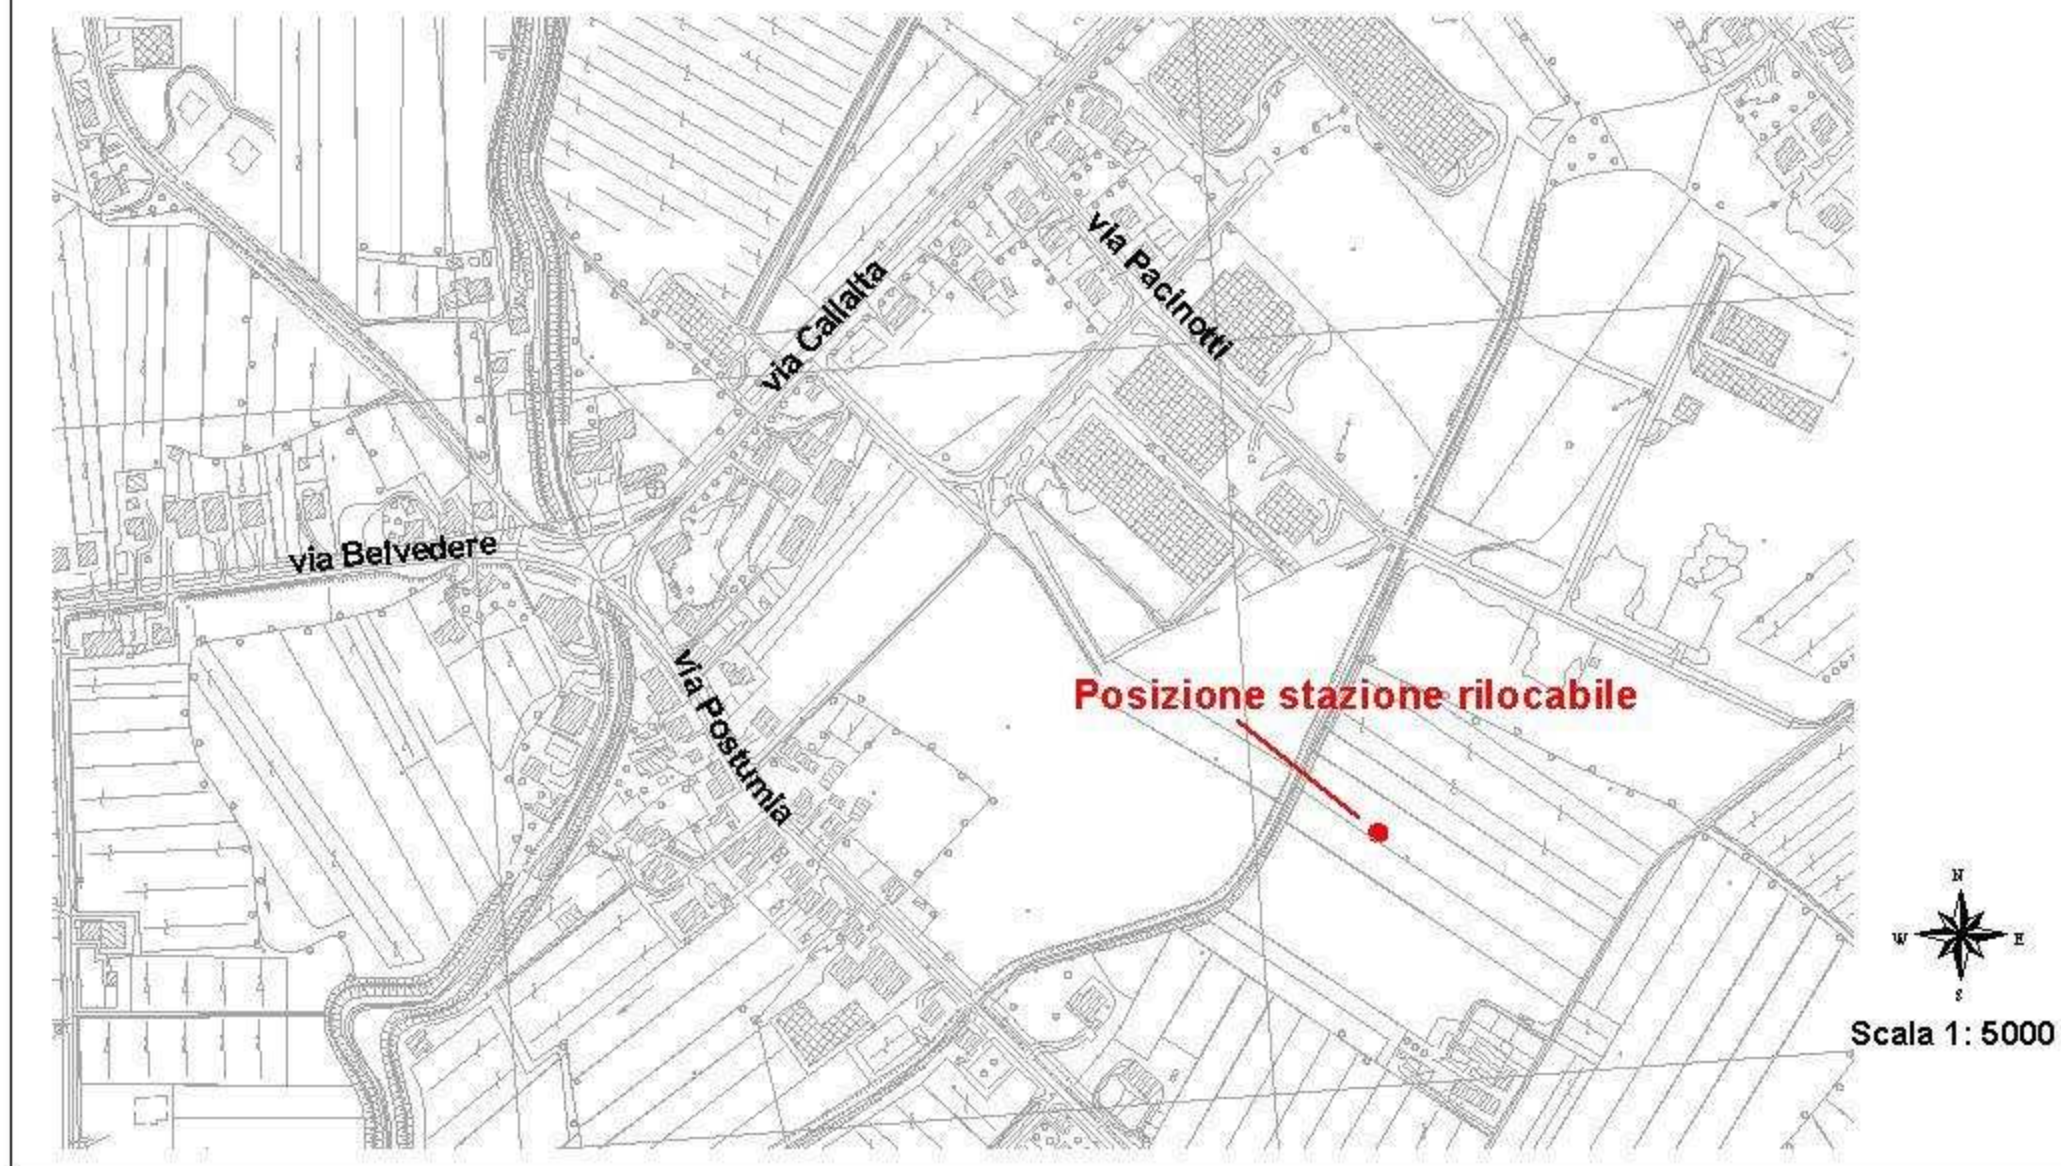 via Pacinotti
via Callalta
via Belvedere
via Postumia
Posizione stazione rilocabile
N
W E
S
Scala 1: 5000